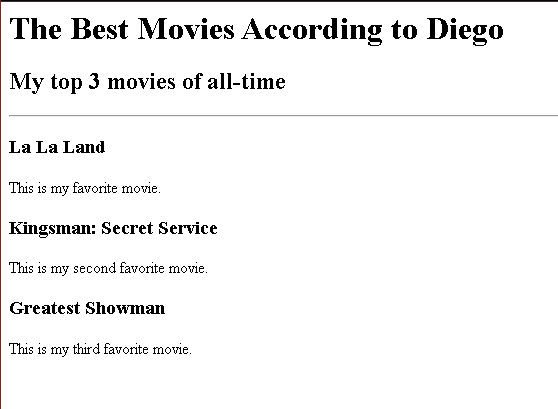 The Best Movies According to Diego
My top 3 movies of all-time
La La Land
This is my favorite movie.
Kingsman: Secret Service
This is my second favorite movie.
Greatest Showman
This is my third favorite movie.